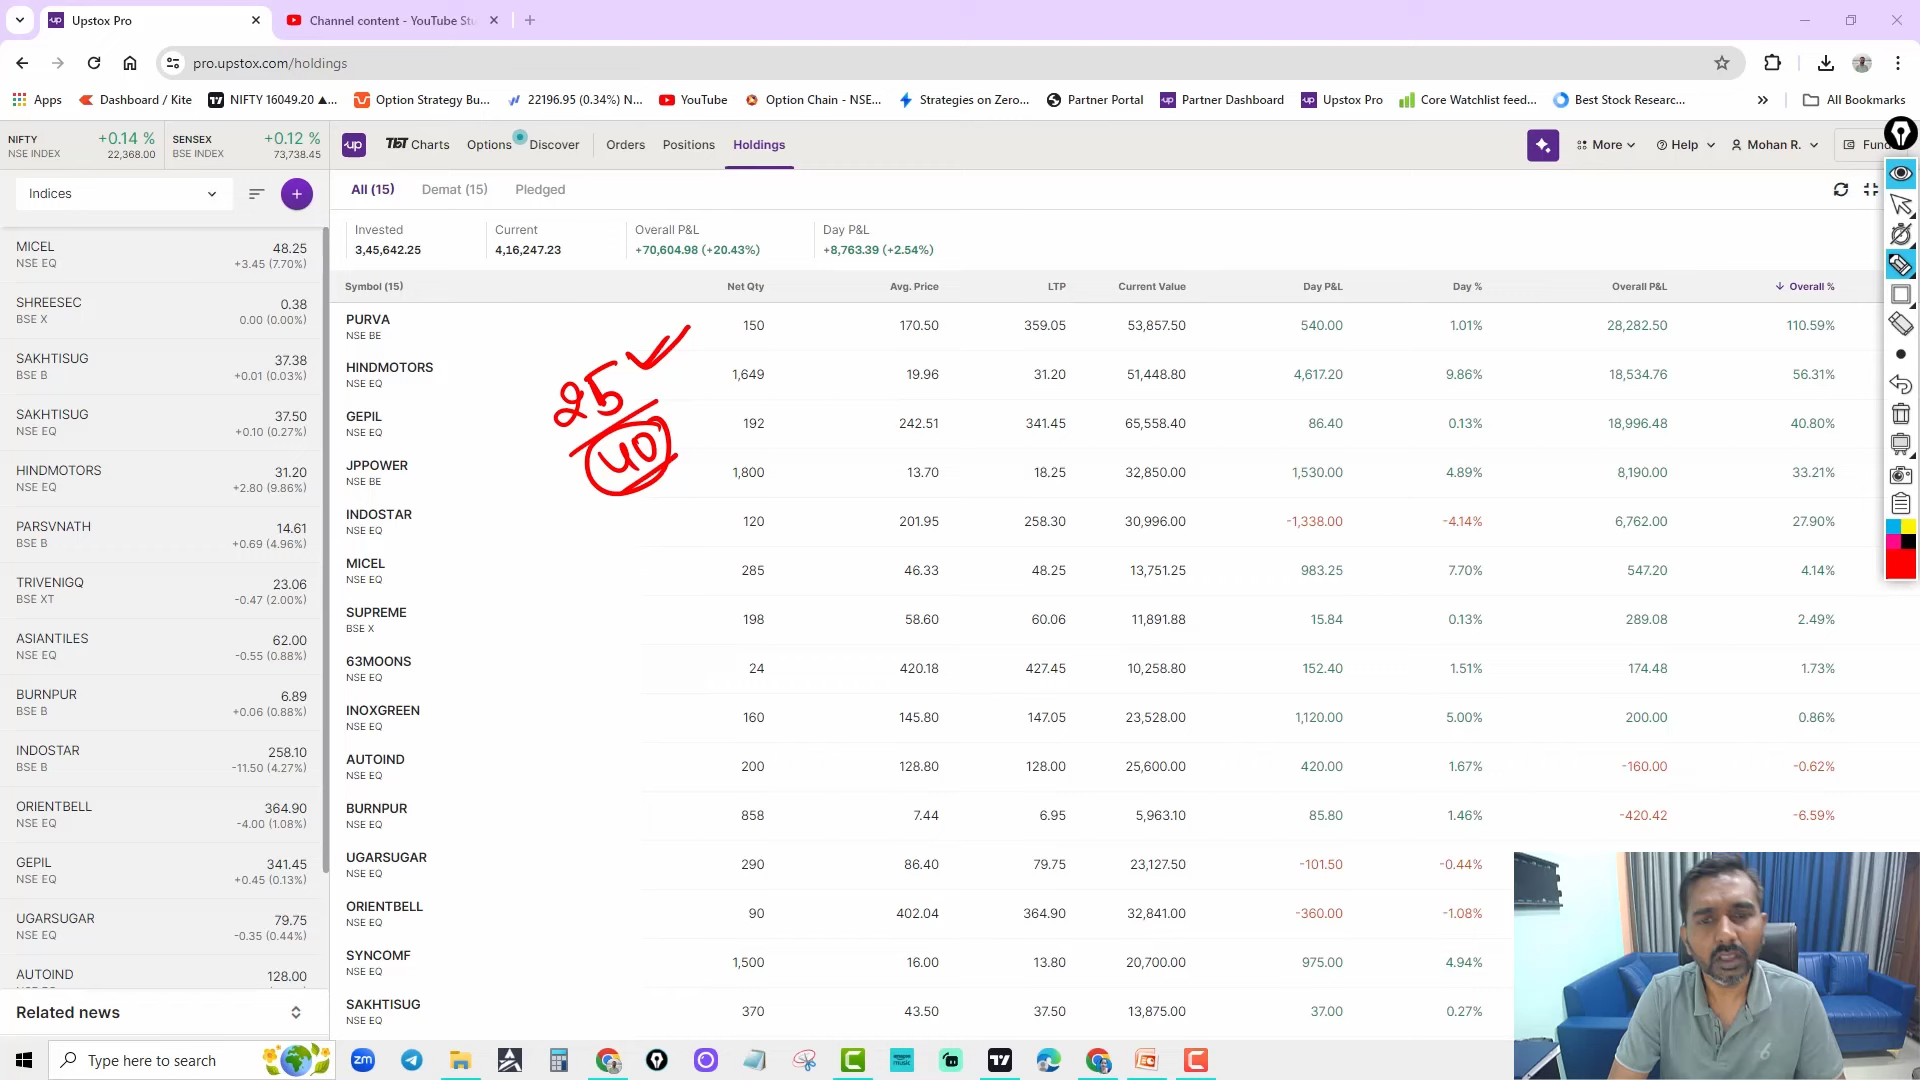 Upstox Pro
Channel content - YouTube Stu
pro.upstox.com/holdings
Apps Dashboard / Kite NIFTY 16049.20 ▲... Option Strategy Bu... 22196.95 (0.34%) N... YouTube Option Chain - NSE... Strategies on Zero... Partner Portal Partner Dashboard Upstox Pro Core Watchlist feed... Best Stock Researc... » All Bookmarks
NIFTY +0.14 % SENSEX +0.12 %
NSE INDEX 22,368.00 BSE INDEX 73,738.45
up TBT Charts Options Discover Orders Positions Holdings More Help Mohan R. Fund
Indices
All (15) Demat (15) Pledged
Invested Current Overall P&L Day P&L
3,45,642.25 4,16,247.23 +70,604.98 (+20.43%) +8,763.39 (+2.54%)
MICEL 48.25
NSE EQ +3.45 (7.70%)
SHREESEC 0.38
BSE X 0.00 (0.00%)
SAKHTISUG 37.38
BSE B +0.01 (0.03%)
SAKHTISUG 37.50
NSE EQ +0.10 (0.27%)
HINDMOTORS 31.20
NSE EQ +2.80 (9.86%)
PARSVNATH 14.61
BSE B +0.69 (4.96%)
TRIVENIGQ 23.06
BSE XT -0.47 (2.00%)
ASIANTILES 62.00
NSE EQ -0.55 (0.88%)
BURNPUR 6.89
BSE B +0.06 (0.88%)
INDOSTAR 258.10
BSE B -11.50 (4.27%)
ORIENTBELL 364.90
NSE EQ -4.00 (1.08%)
GEPIL 341.45
NSE EQ +0.45 (0.13%)
UGARSUGAR 79.75
NSE EQ -0.35 (0.44%)
AUTOIND 128.00
Related news
Symbol (15) Net Qty Avg. Price LTP Current Value Day P&L Day % Overall P&L ↓ Overall %
PURVA 150 170.50 359.05 53,857.50 540.00 1.01% 28,282.50 110.59%
NSE BE
HINDMOTORS 1,649 19.96 31.20 51,448.80 4,617.20 9.86% 18,534.76 56.31%
NSE EQ
GEPIL 192 242.51 341.45 65,558.40 86.40 0.13% 18,996.48 40.80%
NSE EQ
JPPOWER 1,800 13.70 18.25 32,850.00 1,530.00 4.89% 8,190.00 33.21%
NSE BE
INDOSTAR 120 201.95 258.30 30,996.00 -1,338.00 -4.14% 6,762.00 27.90%
NSE EQ
MICEL 285 46.33 48.25 13,751.25 983.25 7.70% 547.20 4.14%
NSE EQ
SUPREME 198 58.60 60.06 11,891.88 15.84 0.13% 289.08 2.49%
BSE X
63MOONS 24 420.18 427.45 10,258.80 152.40 1.51% 174.48 1.73%
NSE EQ
INOXGREEN 160 145.80 147.05 23,528.00 1,120.00 5.00% 200.00 0.86%
NSE EQ
AUTOIND 200 128.80 128.00 25,600.00 420.00 1.67% -160.00 -0.62%
NSE EQ
BURNPUR 858 7.44 6.95 5,963.10 85.80 1.46% -420.42 -6.59%
NSE EQ
UGARSUGAR 290 86.40 79.75 23,127.50 -101.50 -0.44%
NSE EQ
ORIENTBELL 90 402.04 364.90 32,841.00 -360.00 -1.08%
NSE EQ
SYNCOMF 1,500 16.00 13.80 20,700.00 975.00 4.94%
NSE EQ
SAKHTISUG 370 43.50 37.50 13,875.00 37.00 0.27%
NSE EQ
25
40
Type here to search